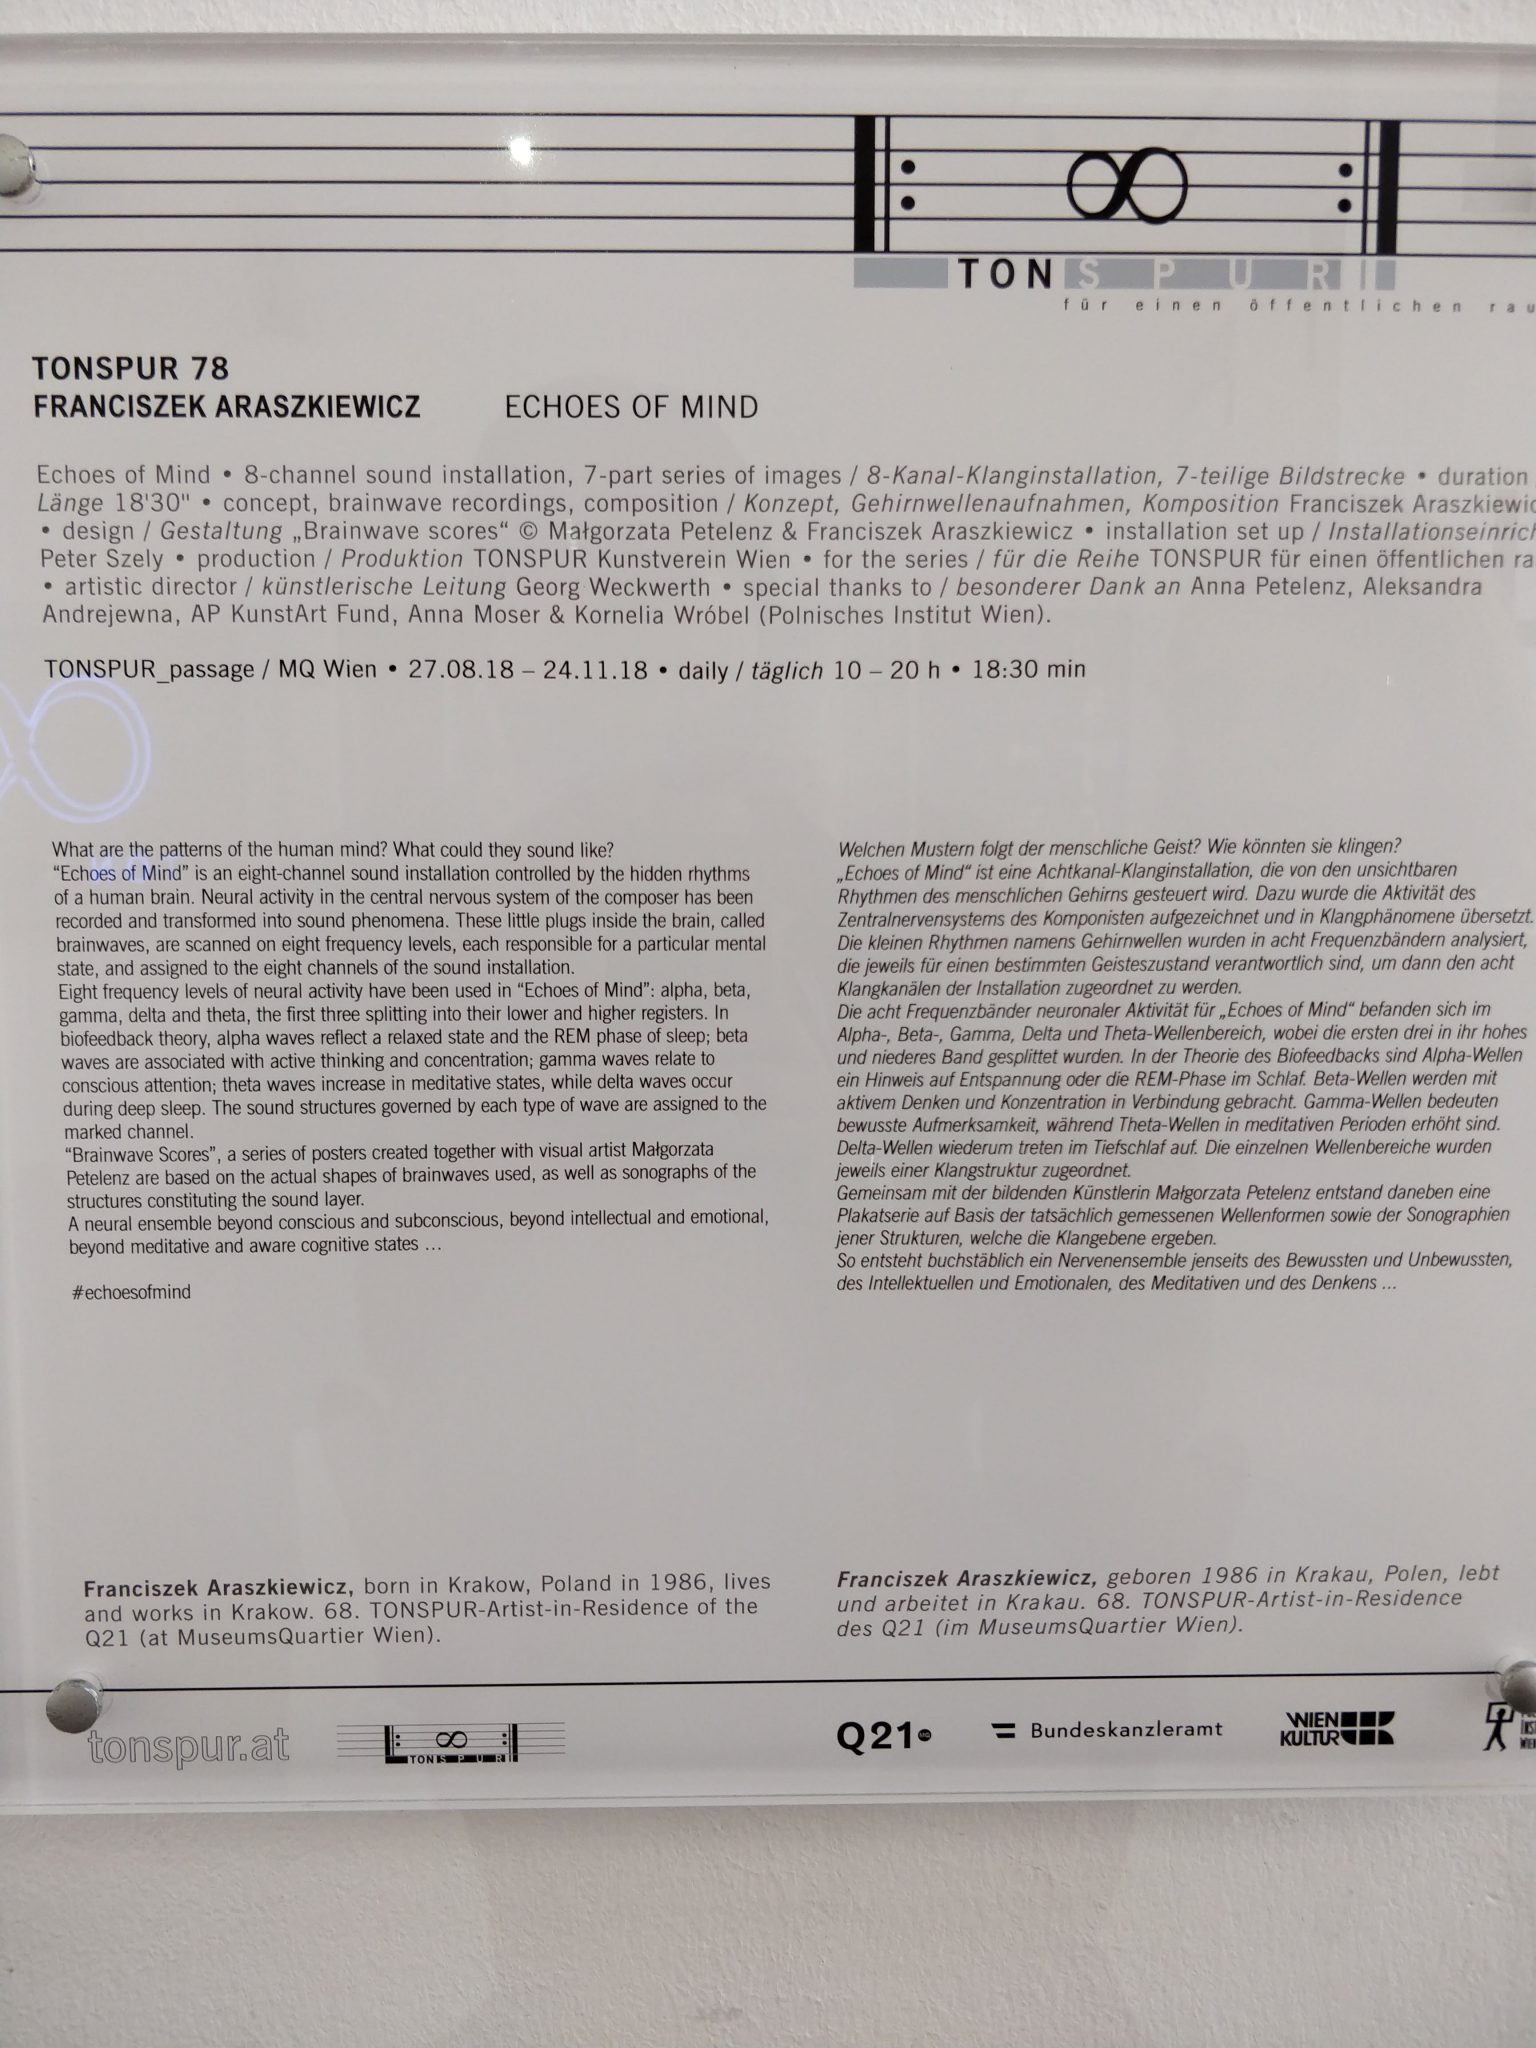 TONSPUR
für einen öffentlichen
TONSPUR 78
FRANCISZEK ARASZKIEWICZ ECHOES OF MIND
Echoes of Mind • 8-channel sound installation, 7-part series of images / 8-Kanal-Klanginstallation, 7-teilige Bildstrecke • duration
Länge 18'30" • concept, brainwave recordings, composition / Konzept, Gehirnwellenaufnahmen, Komposition Franciszek
• design / Gestaltung „Brainwave scores“ © Małgorzata Petelenz & Franciszek Araszkiewicz • installation set up /
Peter Szely • production / Produktion TONSPUR Kunstverein Wien • for the series / für die Reihe TONSPUR für einen öffentlichen
• artistic director / künstlerische Leitung Georg Weckwerth • special thanks to / besonderer Dank an Anna Petelenz, Aleksandra
Andrejewna, AP KunstArt Fund, Anna Moser & Kornelia Wróbel (Polnisches Institut Wien).
TONSPUR_passage / MQ Wien • 27.08.18 – 24.11.18 • daily / täglich 10 – 20 h • 18:30 min
What are the patterns of the human mind? What could they sound like?
“Echoes of Mind” is an eight-channel sound installation controlled by the hidden rhythms
of a human brain. Neural activity in the central nervous system of the composer has been
recorded and transformed into sound phenomena. These little plugs inside the brain, called
brainwaves, are scanned on eight frequency levels, each responsible for a particular mental
state, and assigned to the eight channels of the sound installation.
Eight frequency levels of neural activity have been used in “Echoes of Mind”: alpha, beta,
gamma, delta and theta, the first three splitting into their lower and higher registers. In
biofeedback theory, alpha waves reflect a relaxed state and the REM phase of sleep; beta
waves are associated with active thinking and concentration; gamma waves relate to
conscious attention; theta waves increase in meditative states, while delta waves occur
during deep sleep. The sound structures governed by each type of wave are assigned to the
marked channel.
“Brainwave Scores”, a series of posters created together with visual artist Małgorzata
Petelenz are based on the actual shapes of brainwaves used, as well as sonographs of the
structures constituting the sound layer.
A neural ensemble beyond conscious and subconscious, beyond intellectual and emotional,
beyond meditative and aware cognitive states ...
#echoesofmind
Welchen Mustern folgt der menschliche Geist? Wie könnten sie klingen?
„Echoes of Mind“ ist eine Achtkanal-Klanginstallation, die von den unsichtbaren
Rhythmen des menschlichen Gehirns gesteuert wird. Dazu wurde die Aktivität des
Zentralnervensystems des Komponisten aufgezeichnet und in Klangphänomene übersetzt.
Die kleinen Rhythmen namens Gehirnwellen wurden in acht Frequenzbändern analysiert,
die jeweils für einen bestimmten Geisteszustand verantwortlich sind, um dann den acht
Klangkanälen der Installation zugeordnet zu werden.
Die acht Frequenzbänder neuronaler Aktivität für „Echoes of Mind“ befanden sich im
Alpha-, Beta-, Gamma, Delta und Theta-Wellenbereich, wobei die ersten drei in ihr hohes
und niederes Band gesplittet wurden. In der Theorie des Biofeedbacks sind Alpha-Wellen
ein Hinweis auf Entspannung oder die REM-Phase im Schlaf. Beta-Wellen werden mit
aktivem Denken und Konzentration in Verbindung gebracht. Gamma-Wellen bedeuten
bewusste Aufmerksamkeit, während Theta-Wellen in meditativen Perioden erhöht sind.
Delta-Wellen wiederum treten im Tiefschlaf auf. Die einzelnen Wellenbereiche wurden
jeweils einer Klangstruktur zugeordnet.
Gemeinsam mit der bildenden Künstlerin Małgorzata Petelenz entstand daneben eine
Plakatserie auf Basis der tatsächlich gemessenen Wellenformen sowie der Sonographien
jener Strukturen, welche die Klangebene ergeben.
So entsteht buchstäblich ein Nervenensemble jenseits des Bewussten und Unbewussten,
des Intellektuellen und Emotionalen, des Meditativen und des Denkens ...
Franciszek Araszkiewicz, born in Krakow, Poland in 1986, lives
and works in Krakow. 68. TONSPUR-Artist-in-Residence of the
Q21 (at MuseumsQuartier Wien).
Franciszek Araszkiewicz, geboren 1986 in Krakau, Polen, lebt
und arbeitet in Krakau. 68. TONSPUR-Artist-in-Residence
des Q21 (im MuseumsQuartier Wien).
tonspur.at
TONSPUR
Q21
Bundeskanzleramt
WIEN
KULTUR